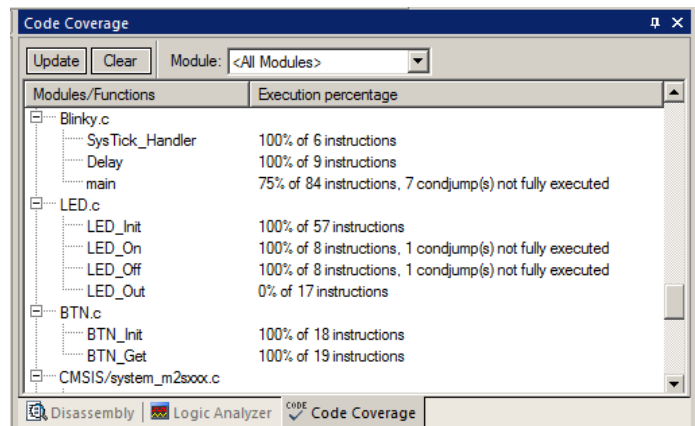 Code Coverage
Update Clear Module: <All Modules>
Modules/Functions Execution percentage
Blinky.c
SysTick_Handler 100% of 6 instructions
Delay 100% of 9 instructions
main 75% of 84 instructions, 7 condjump(s) not fully executed
LED.c
LED_Init 100% of 57 instructions
LED_On 100% of 8 instructions, 1 condjump(s) not fully executed
LED_Off 100% of 8 instructions, 1 condjump(s) not fully executed
LED_Out 0% of 17 instructions
BTN.c
BTN_Init 100% of 18 instructions
BTN_Get 100% of 19 instructions
CMSIS/system_m2sxxx.c
Disassembly Logic Analyzer CODE Code Coverage